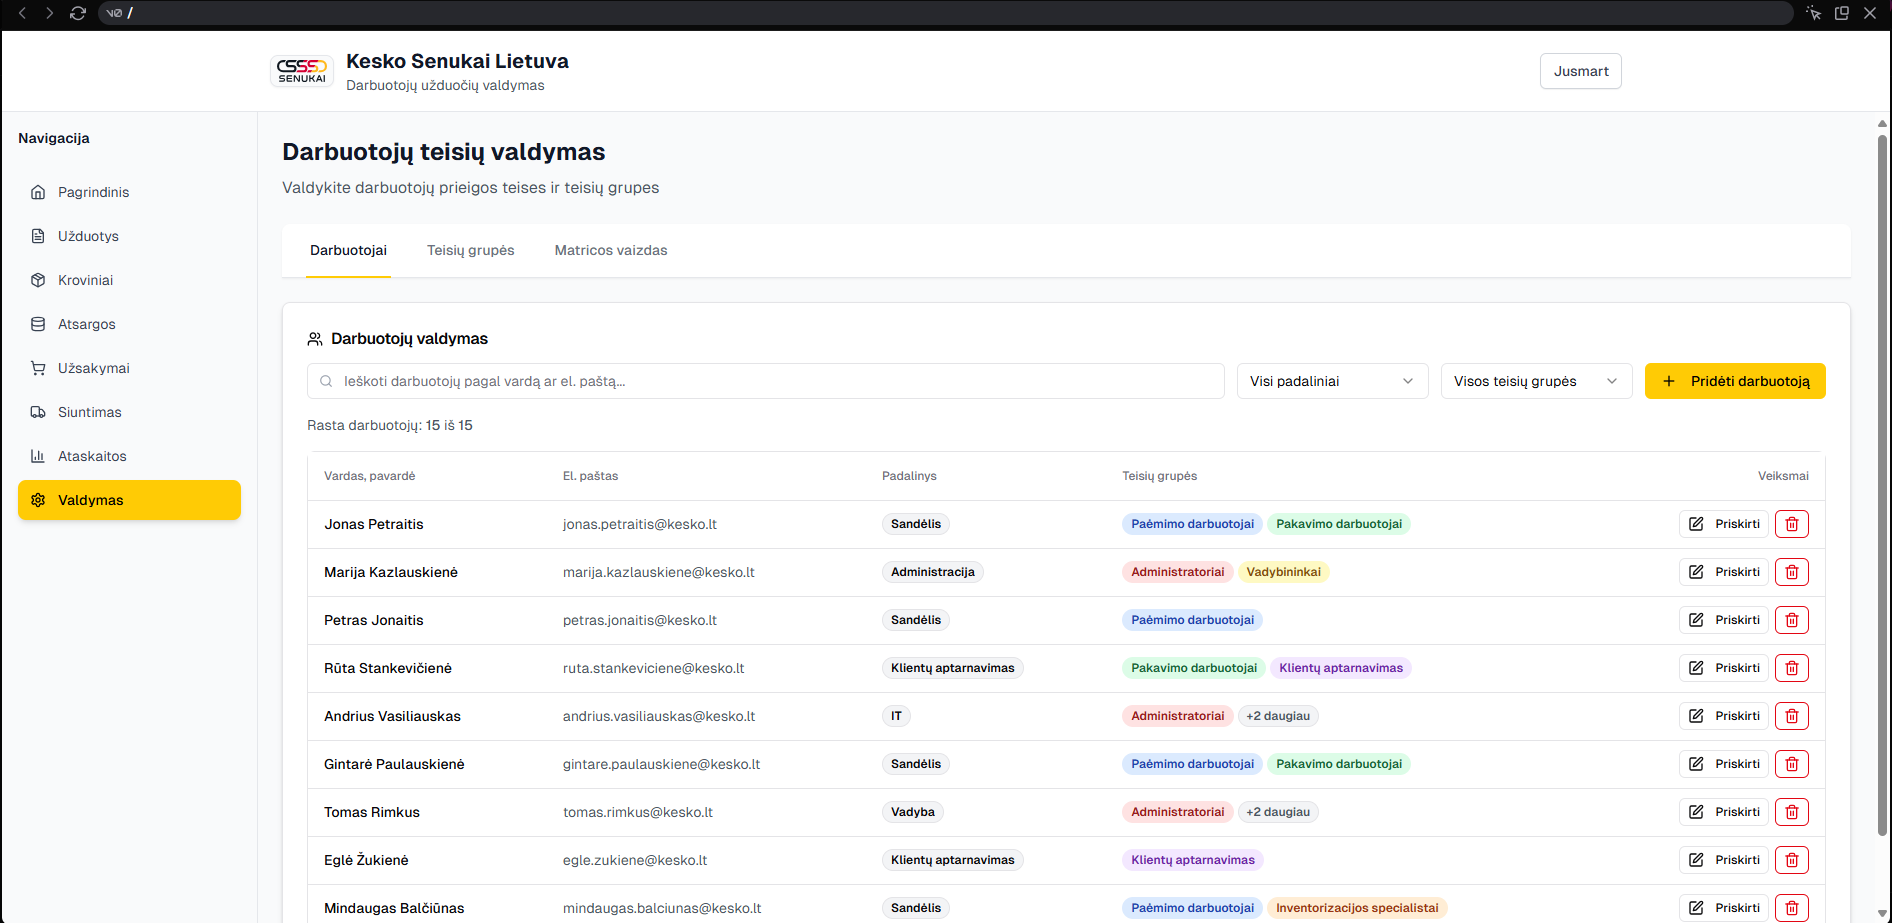 v0 /
CSSSD
SENUKAI
Kesko Senukai Lietuva
Darbuotojų užduočių valdymas
Jusmart
Navigacija
Pagrindinis
Užduotys
Kroviniai
Atsargos
Užsakymai
Siuntimas
Ataskaitos
Valdymas
Darbuotojų teisių valdymas
Valdykite darbuotojų prieigos teises ir teisių grupes
Darbuotojai Teisių grupės Matricos vaizdas
Darbuotojų valdymas
Ieškoti darbuotojų pagal vardą ar el. paštą... Visi padaliniai Visos teisių grupės + Pridėti darbuotoją
Rasta darbuotojų: 15 iš 15
Vardas, pavardė El. paštas Padalinys Teisių grupės Veiksmai
Jonas Petraitis jonas.petraitis@kesko.lt Sandėlis Paėmimo darbuotojai Pakavimo darbuotojai Priskirti
Marija Kazlauskienė marija.kazlauskiene@kesko.lt Administracija Administratoriai Vadybininkai Priskirti
Petras Jonaitis petras.jonaitis@kesko.lt Sandėlis Paėmimo darbuotojai Priskirti
Rūta Stankevičienė ruta.stankeviciene@kesko.lt Klientų aptarnavimas Pakavimo darbuotojai Klientų aptarnavimas Priskirti
Andrius Vasiliauskas andrius.vasiliauskas@kesko.lt IT Administratoriai +2 daugiau Priskirti
Gintarė Paulauskienė gintare.paulauskiene@kesko.lt Sandėlis Paėmimo darbuotojai Pakavimo darbuotojai Priskirti
Tomas Rimkus tomas.rimkus@kesko.lt Vadyba Administratoriai +2 daugiau Priskirti
Eglė Žukienė egle.zukiene@kesko.lt Klientų aptarnavimas Klientų aptarnavimas Priskirti
Mindaugas Balčiūnas mindaugas.balciunas@kesko.lt Sandėlis Paėmimo darbuotojai Inventorizacijos specialistai Priskirti